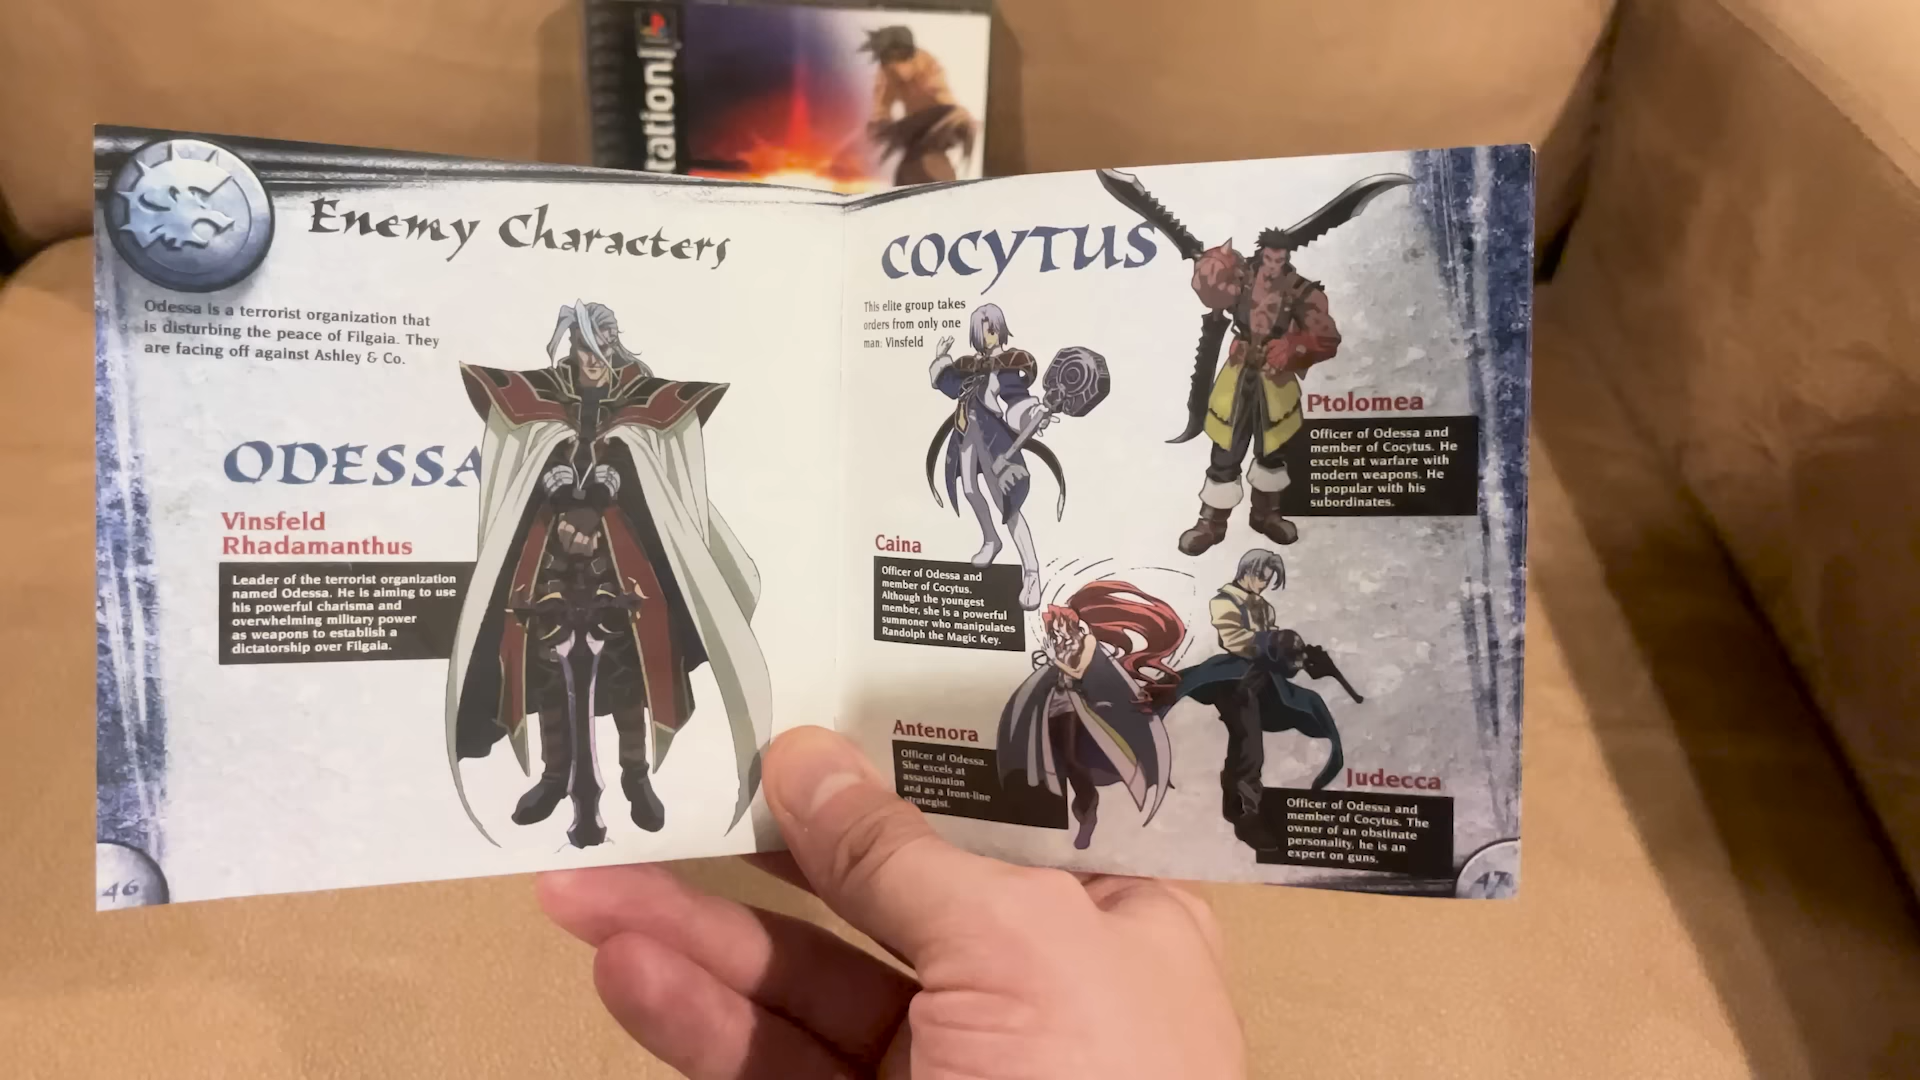 tation
Enemy Characters
Odessa is a terrorist organization that
is disturbing the peace of Filgaia. They
are facing off against Ashley & Co.
ODESSA
Vinsfeld
Rhadamanthus
Leader of the terrorist organization
named Odessa. He is aiming to use
his powerful charisma and
overwhelming military power
as weapons to establish a
dictatorship over Filgaia.
46
COCYTUS
This elite group takes
orders from only one
man: Vinsfeld
Ptolomea
Officer of Odessa and
member of Cocytus. He
excels at warfare with
modern weapons. He
is popular with his
subordinates.
Caina
Officer of Odessa and
member of Cocytus.
Although the youngest
member, she is a powerful
summoner who manipulates
Randolph the Magic Key.
Antenora
Officer of Odessa.
She excels at
assassination
and as a front-line
strategist.
Judecca
Officer of Odessa and
member of Cocytus. The
owner of an obstinate
personality, he is an
expert on guns.
47